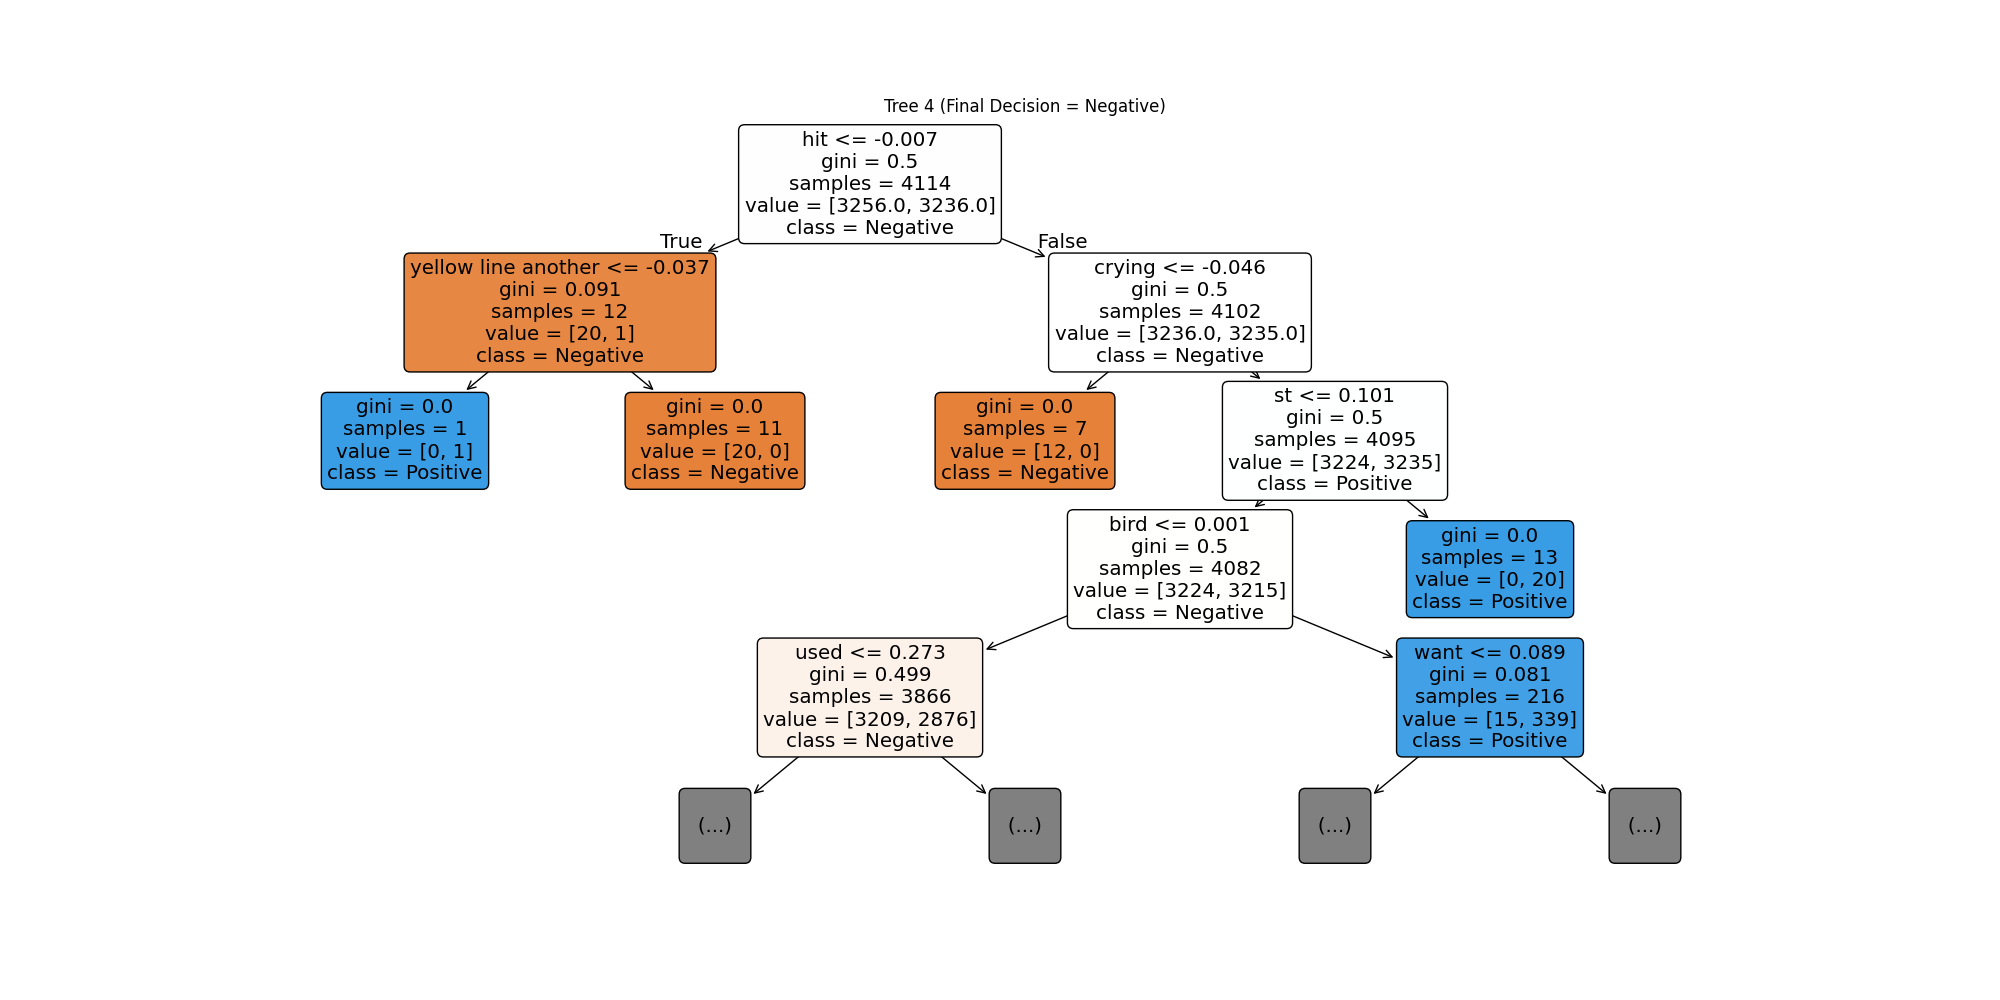 Tree 4 (Final Decision = Negative)
hit <= -0.007
gini = 0.5
samples = 4114
value = [3256.0, 3236.0]
class = Negative
True
False
yellow line another <= -0.037
gini = 0.091
samples = 12
value = [20, 1]
class = Negative
crying <= -0.046
gini = 0.5
samples = 4102
value = [3236.0, 3235.0]
class = Negative
gini = 0.0
samples = 1
value = [0, 1]
class = Positive
gini = 0.0
samples = 11
value = [20, 0]
class = Negative
gini = 0.0
samples = 7
value = [12, 0]
class = Negative
st <= 0.101
gini = 0.5
samples = 4095
value = [3224, 3235]
class = Positive
bird <= 0.001
gini = 0.5
samples = 4082
value = [3224, 3215]
class = Negative
gini = 0.0
samples = 13
value = [0, 20]
class = Positive
used <= 0.273
gini = 0.499
samples = 3866
value = [3209, 2876]
class = Negative
want <= 0.089
gini = 0.081
samples = 216
value = [15, 339]
class = Positive
(...)
(...)
(...)
(...)